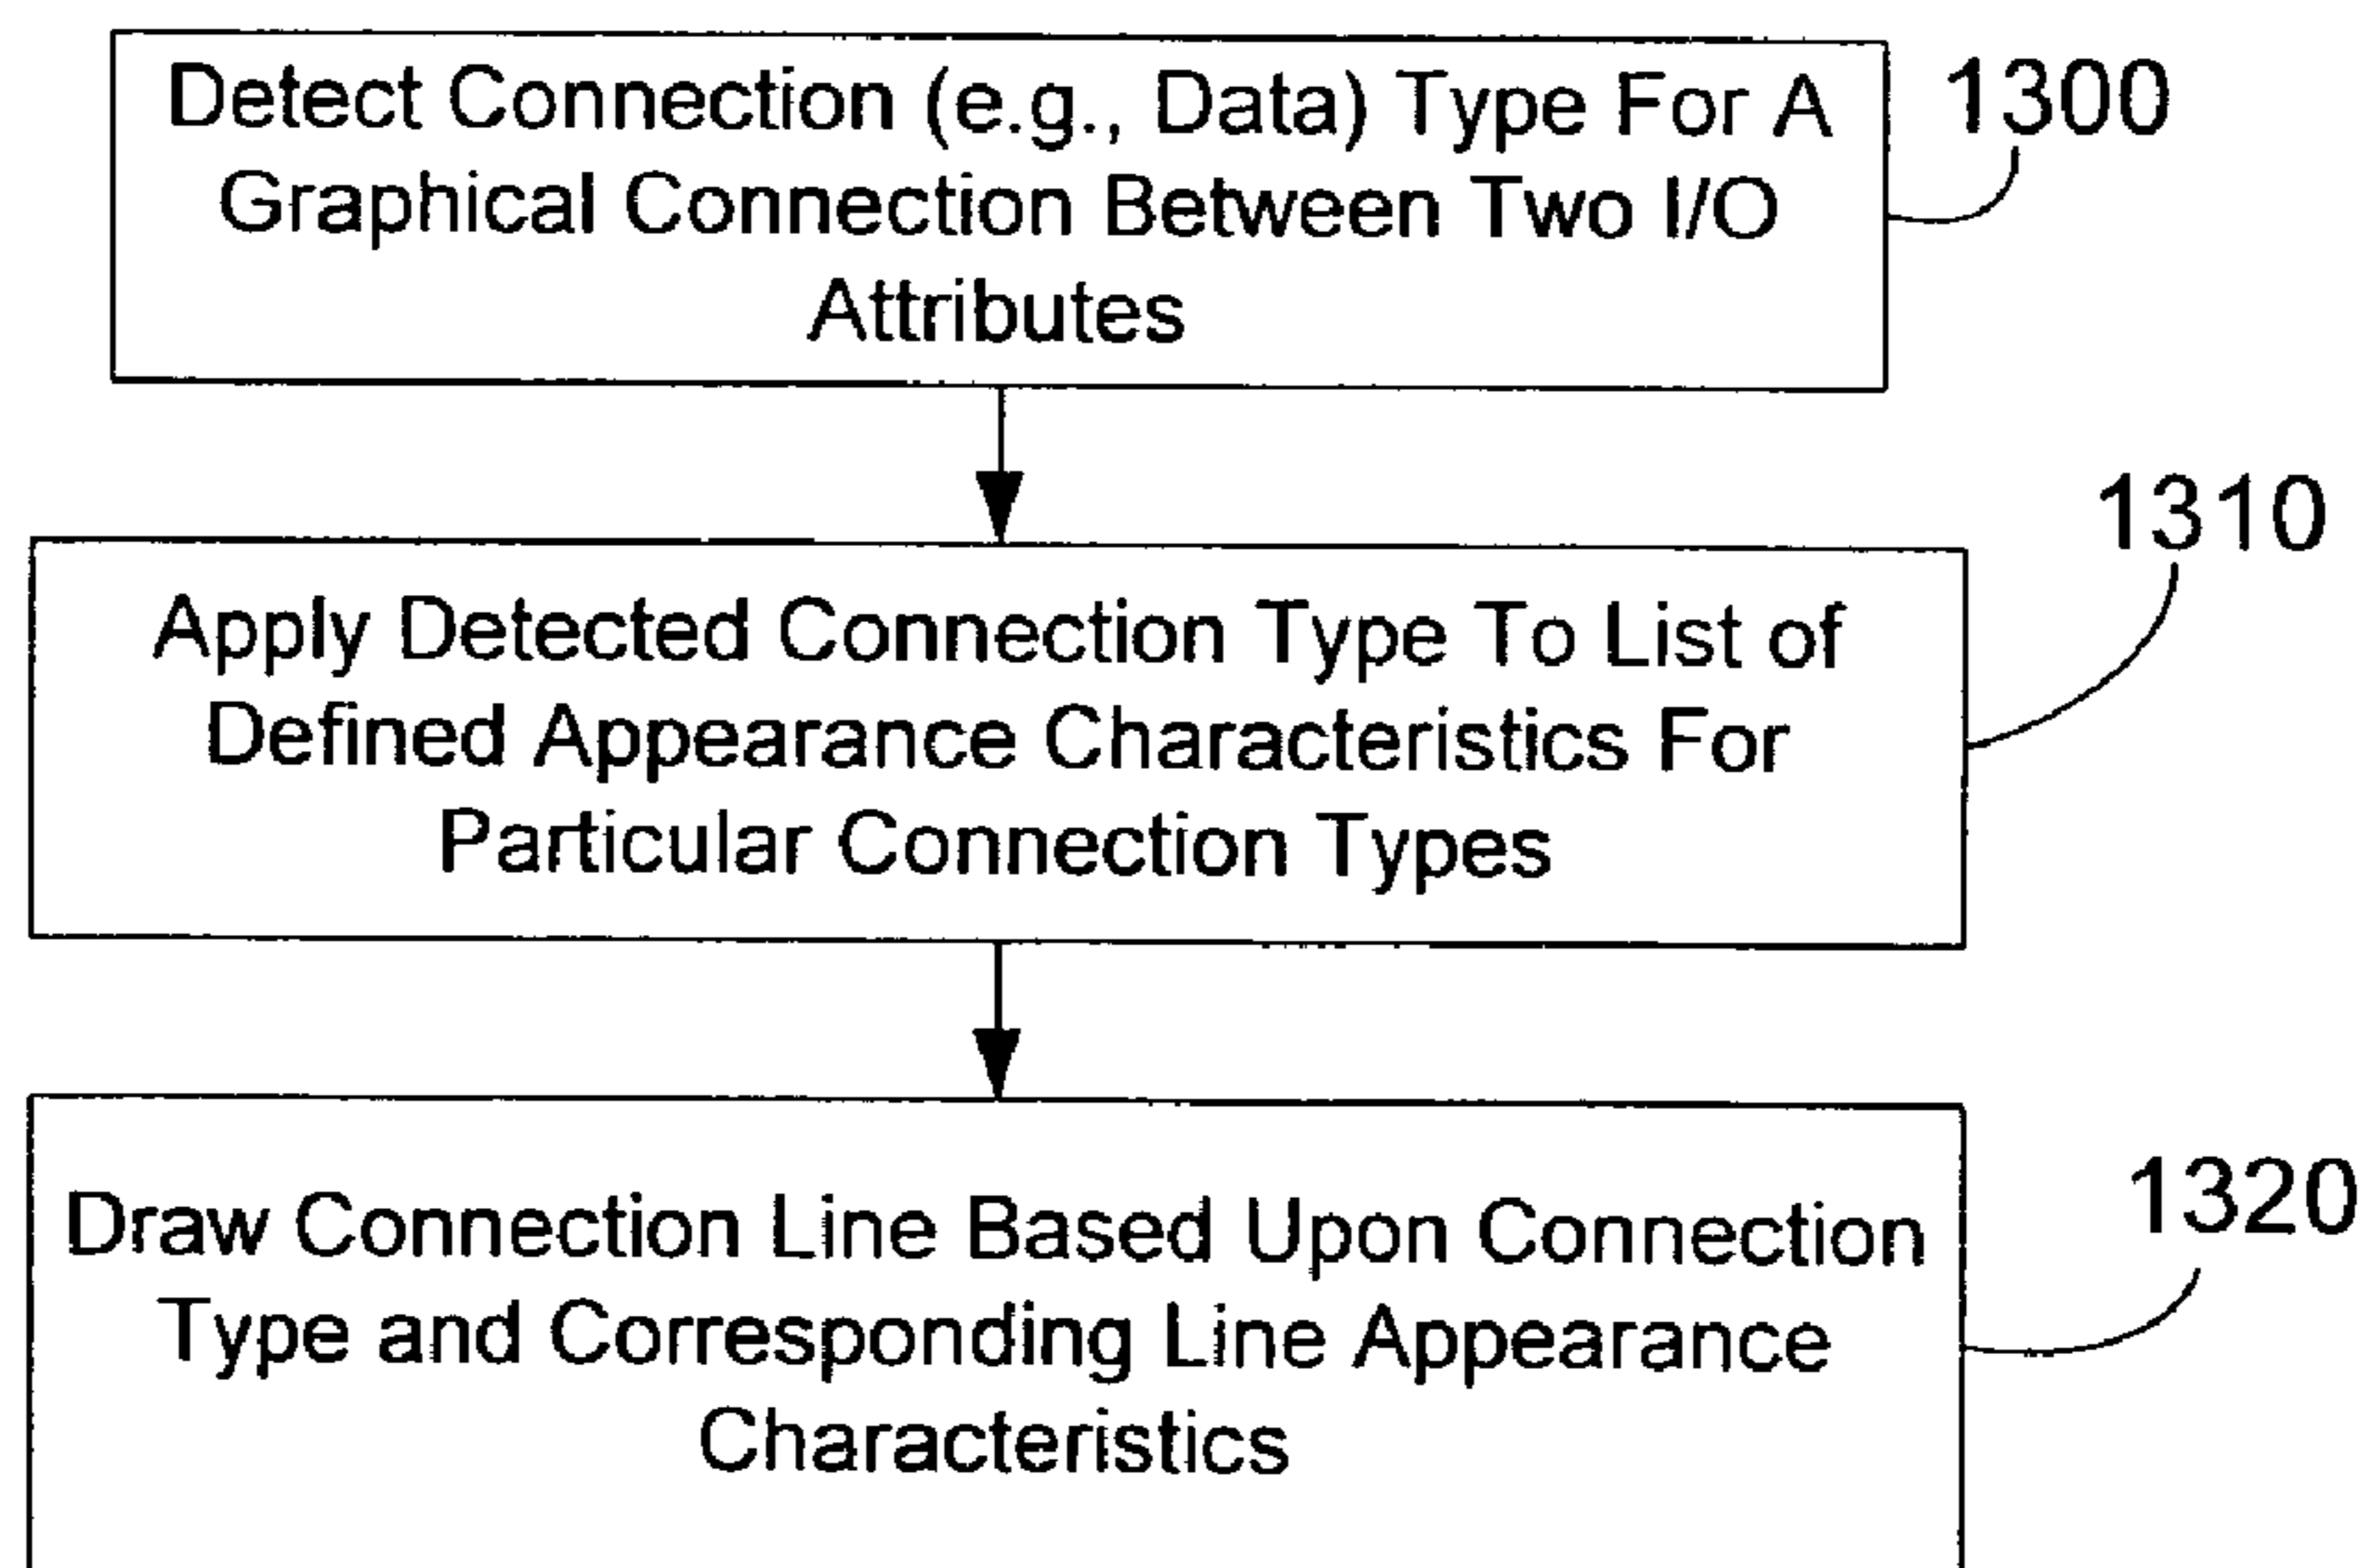 Detect Connection (e.g., Data) Type For A
Graphical Connection Between Two I/O
Attributes
1300
Apply Detected Connection Type To List of
Defined Appearance Characteristics For
Particular Connection Types
1310
Draw Connection Line Based Upon Connection
Type and Corresponding Line Appearance
Characteristics
1320